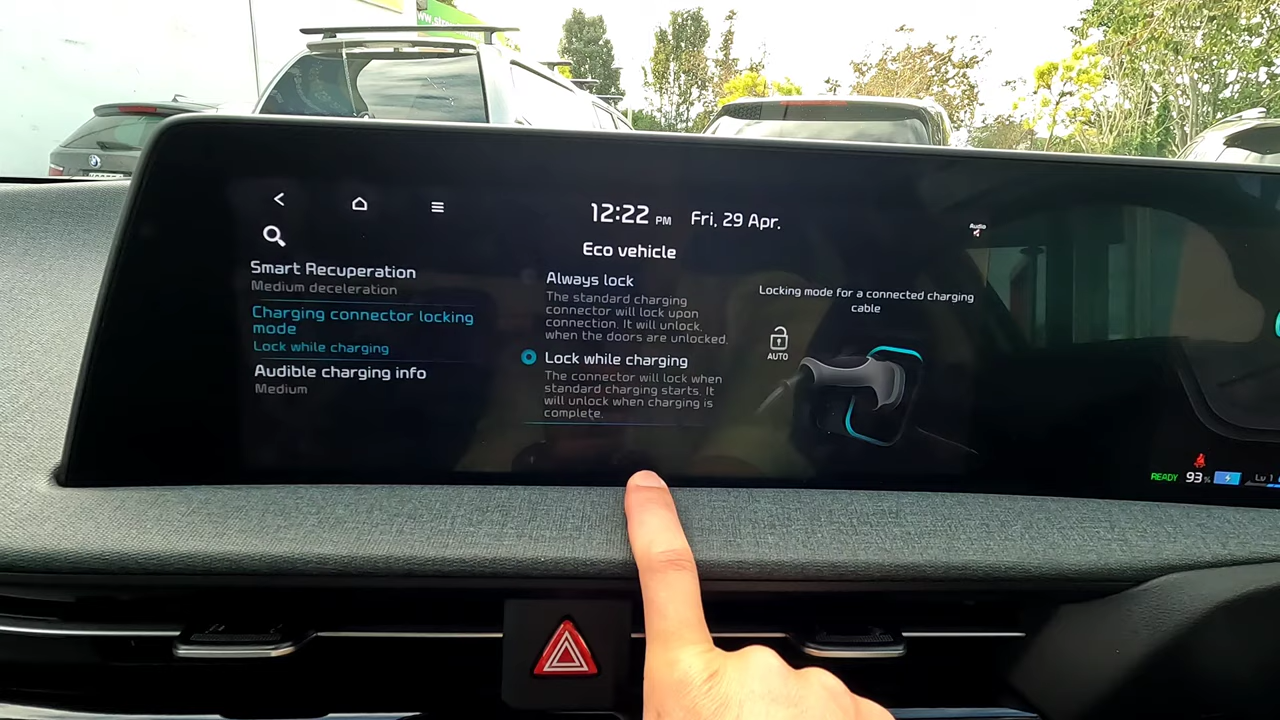 12:22 PM Fri, 29 Apr.
Audio
Eco vehicle
Smart Recuperation
Medium deceleration
Charging connector locking
mode
Lock while charging
Audible charging info
Medium
Always lock
The standard charging
connector will lock upon
connection. It will unlock,
when the doors are unlocked.
Lock while charging
The connector will lock when
standard charging starts. It
will unlock when charging is
complete.
Locking mode for a connected charging
cable
AUTO
READY 93% Lv 1